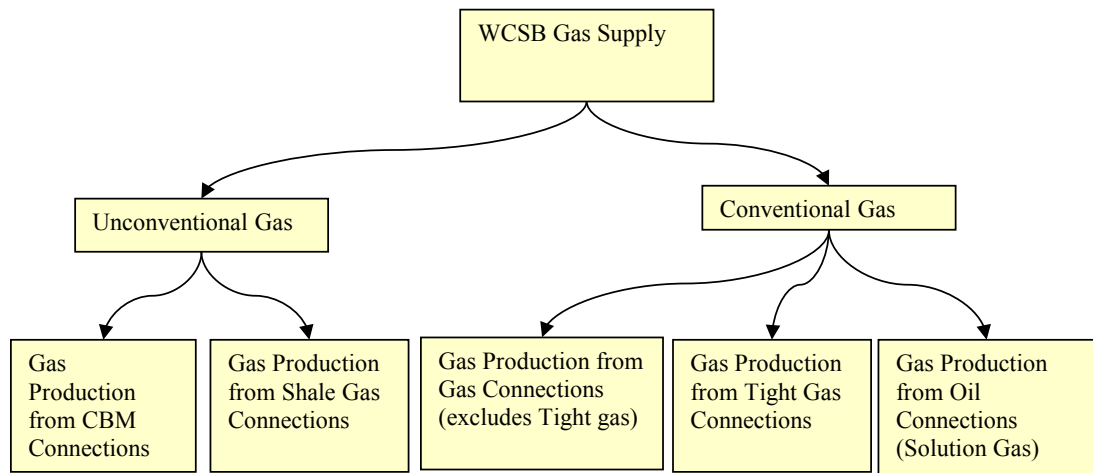 WCSB Gas Supply
Unconventional Gas
Conventional Gas
Gas
Production
from CBM
Connections
Gas Production
from Shale Gas
Connections
Gas Production from
Gas Connections
(excludes Tight gas)
Gas Production
from Tight Gas
Connections
Gas Production
from Oil
Connections
(Solution Gas)